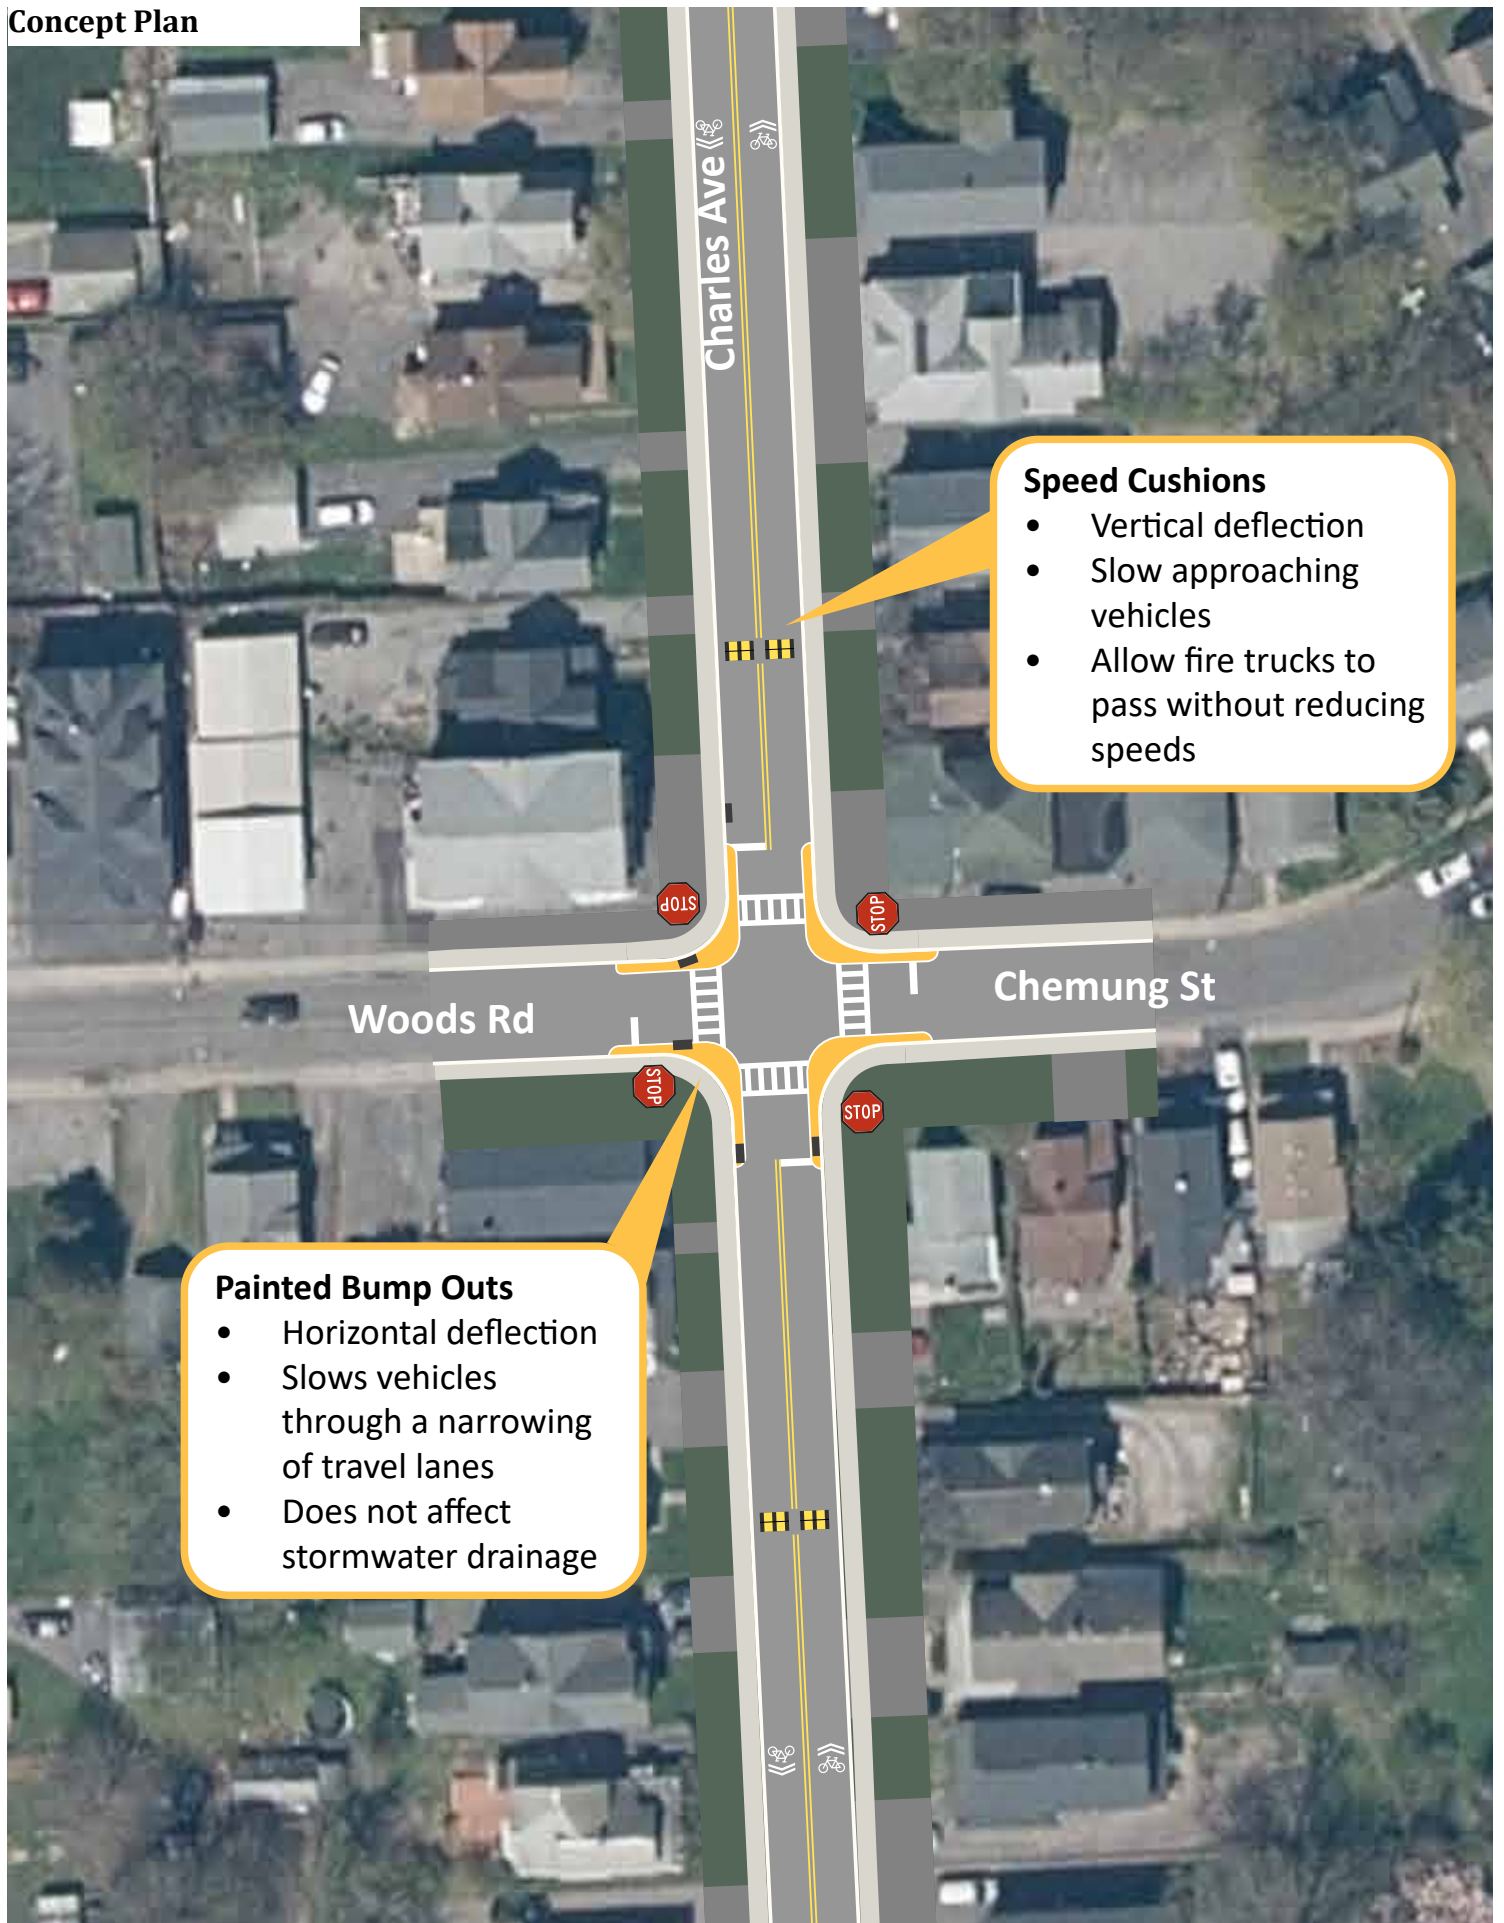 Concept Plan
Charles Ave
Speed Cushions
• Vertical deflection
• Slow approaching
vehicles
• Allow fire trucks to
pass without reducing
speeds
STOP
STOP
Woods Rd
Chemung St
STOP
STOP
Painted Bump Outs
• Horizontal deflection
• Slows vehicles
through a narrowing
of travel lanes
• Does not affect
stormwater drainage